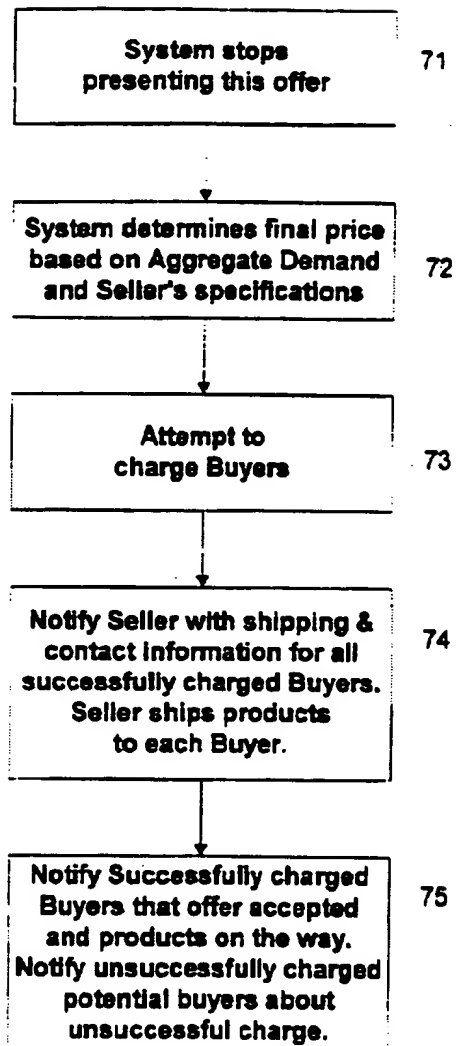 System stops
presenting this offer
71
System determines final price
based on Aggregate Demand
and Seller's specifications
72
Attempt to
charge Buyers
73
Notify Seller with shipping &
contact information for all
successfully charged Buyers.
Seller ships products
to each Buyer.
74
Notify Successfully charged
Buyers that offer accepted
and products on the way.
Notify unsuccessfully charged
potential buyers about
unsuccessful charge.
75